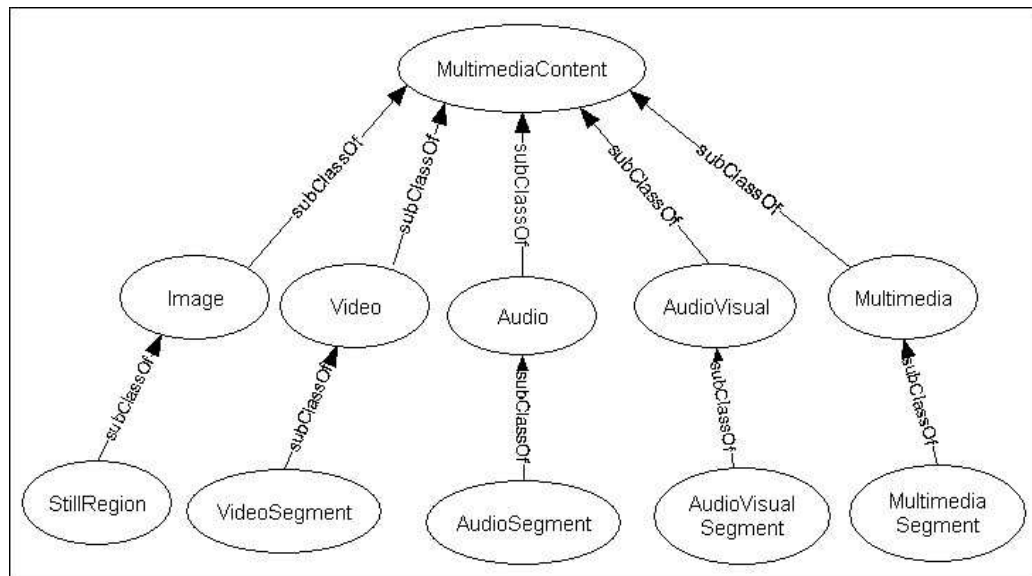 MultimediaContent
subClassOf
subClassOf
subClassOf
subClassOf
subClassOf
Image
Video
Audio
AudioVisual
Multimedia
subClassOf
subClassOf
subClassOf
subClassOf
subClassOf
StillRegion
VideoSegment
AudioSegment
AudioVisual
Segment
Multimedia
Segment